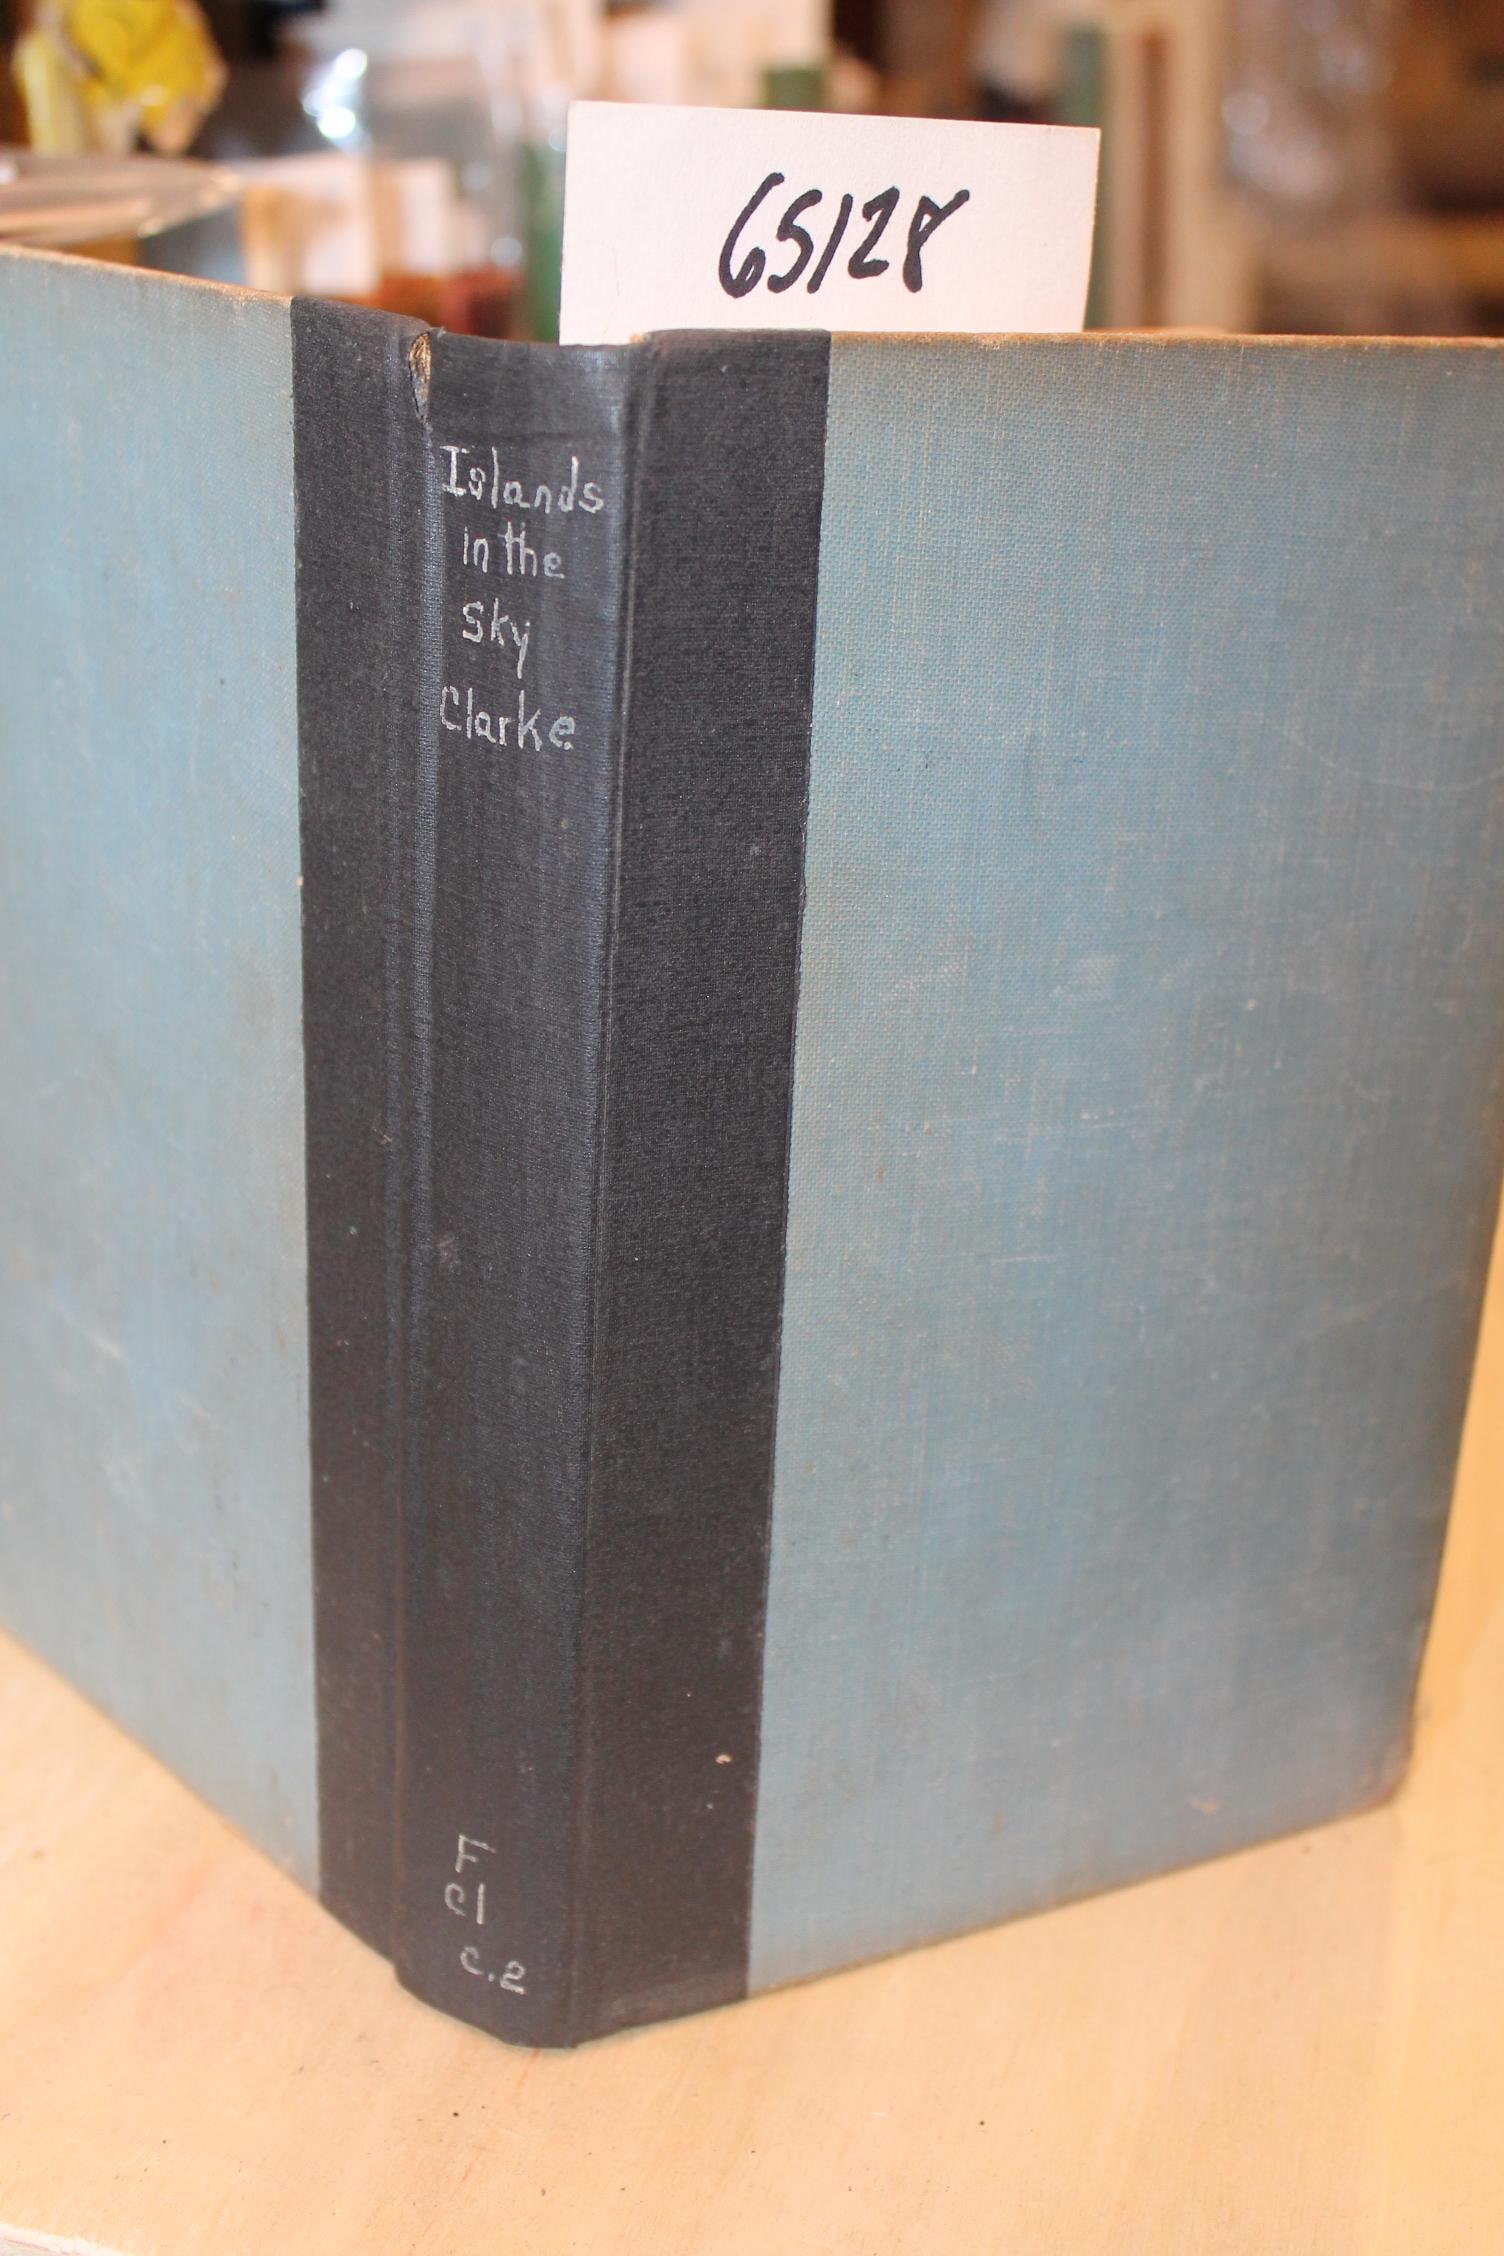 65128
Islands
in the
Sky
Clarke
F
cl
c.2